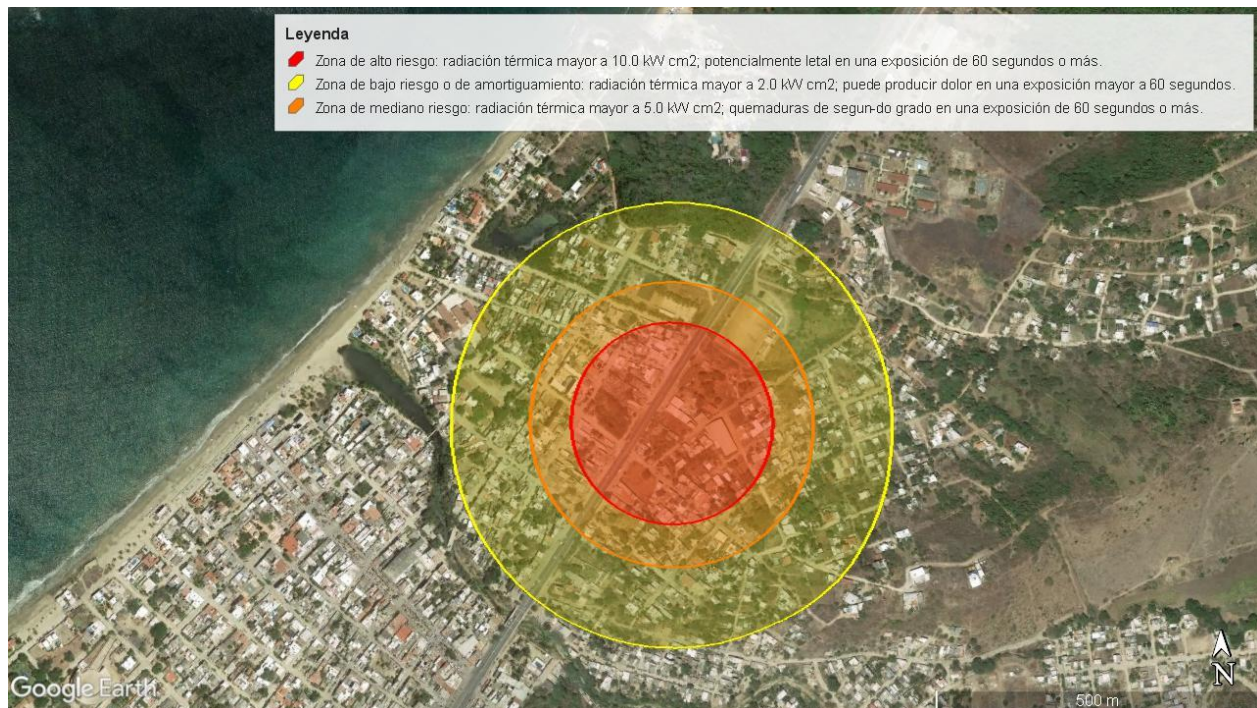 Leyenda
Zona de alto riesgo: radiación térmica mayor a 10.0 kW cm2; potencialmente letal en una exposición de 60 segundos o más.
Zona de bajo riesgo o de amortiguamiento: radiación térmica mayor a 2.0 kW cm2; puede producir dolor en una exposición mayor a 60 segundos.
Zona de mediano riesgo: radiación térmica mayor a 5.0 kW cm2; quemaduras de segun-do grado en una exposición de 60 segundos o más.
Google Earth
N
500 m